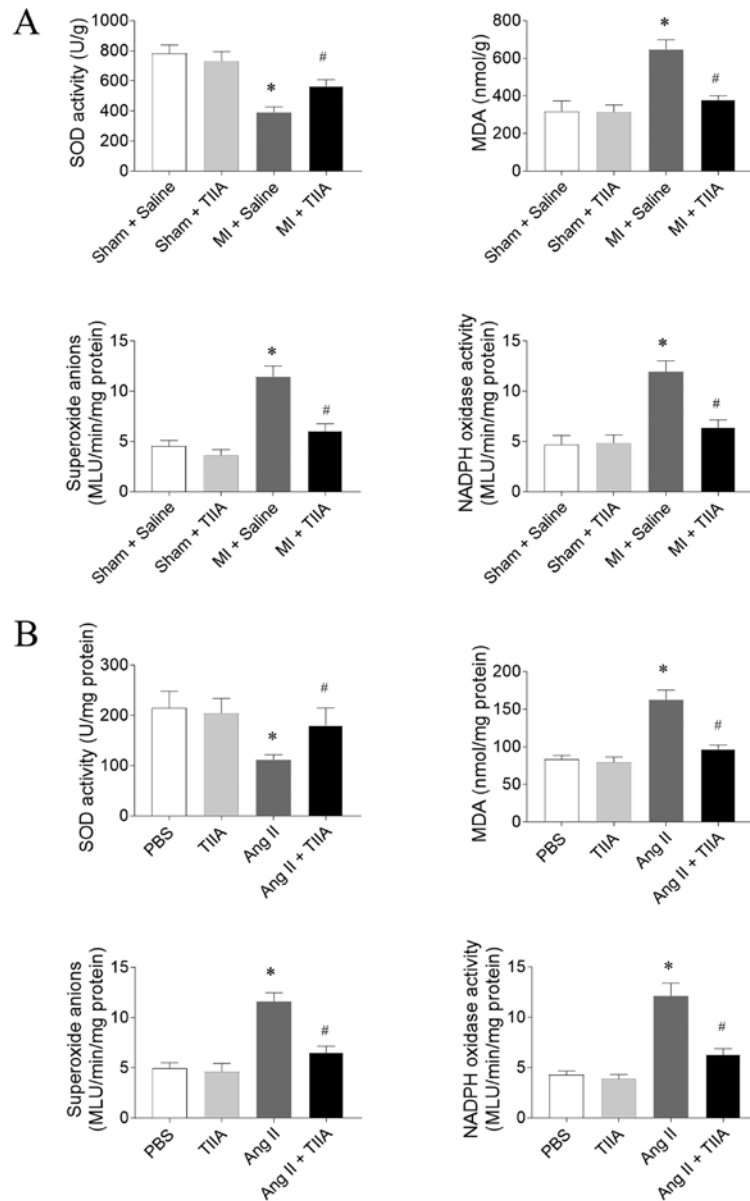 A
SOD activity (U/g)
1000
800
600
400
200
0
*
#
Sham + Saline
Sham + TIIA
MI + Saline
MI + TIIA
MDA (nmol/g)
800
600
400
200
0
*
#
Sham + Saline
Sham + TIIA
MI + Saline
MI + TIIA
Superoxide anions
(MLU/min/mg protein)
15
10
5
0
*
#
Sham + Saline
Sham + TIIA
MI + Saline
MI + TIIA
NADPH oxidase activity
(MLU/min/mg protein)
15
10
5
0
*
#
Sham + Saline
Sham + TIIA
MI + Saline
MI + TIIA
B
SOD activity (U/mg protein)
300
200
100
0
*
#
PBS
TIIA
Ang II
Ang II + TIIA
MDA (nmol/mg protein)
200
150
100
50
0
*
#
PBS
TIIA
Ang II
Ang II + TIIA
Superoxide anions
(MLU/min/mg protein)
15
10
5
0
*
#
PBS
TIIA
Ang II
Ang II + TIIA
NADPH oxidase activity
(MLU/min/mg protein)
15
10
5
0
*
#
PBS
TIIA
Ang II
Ang II + TIIA